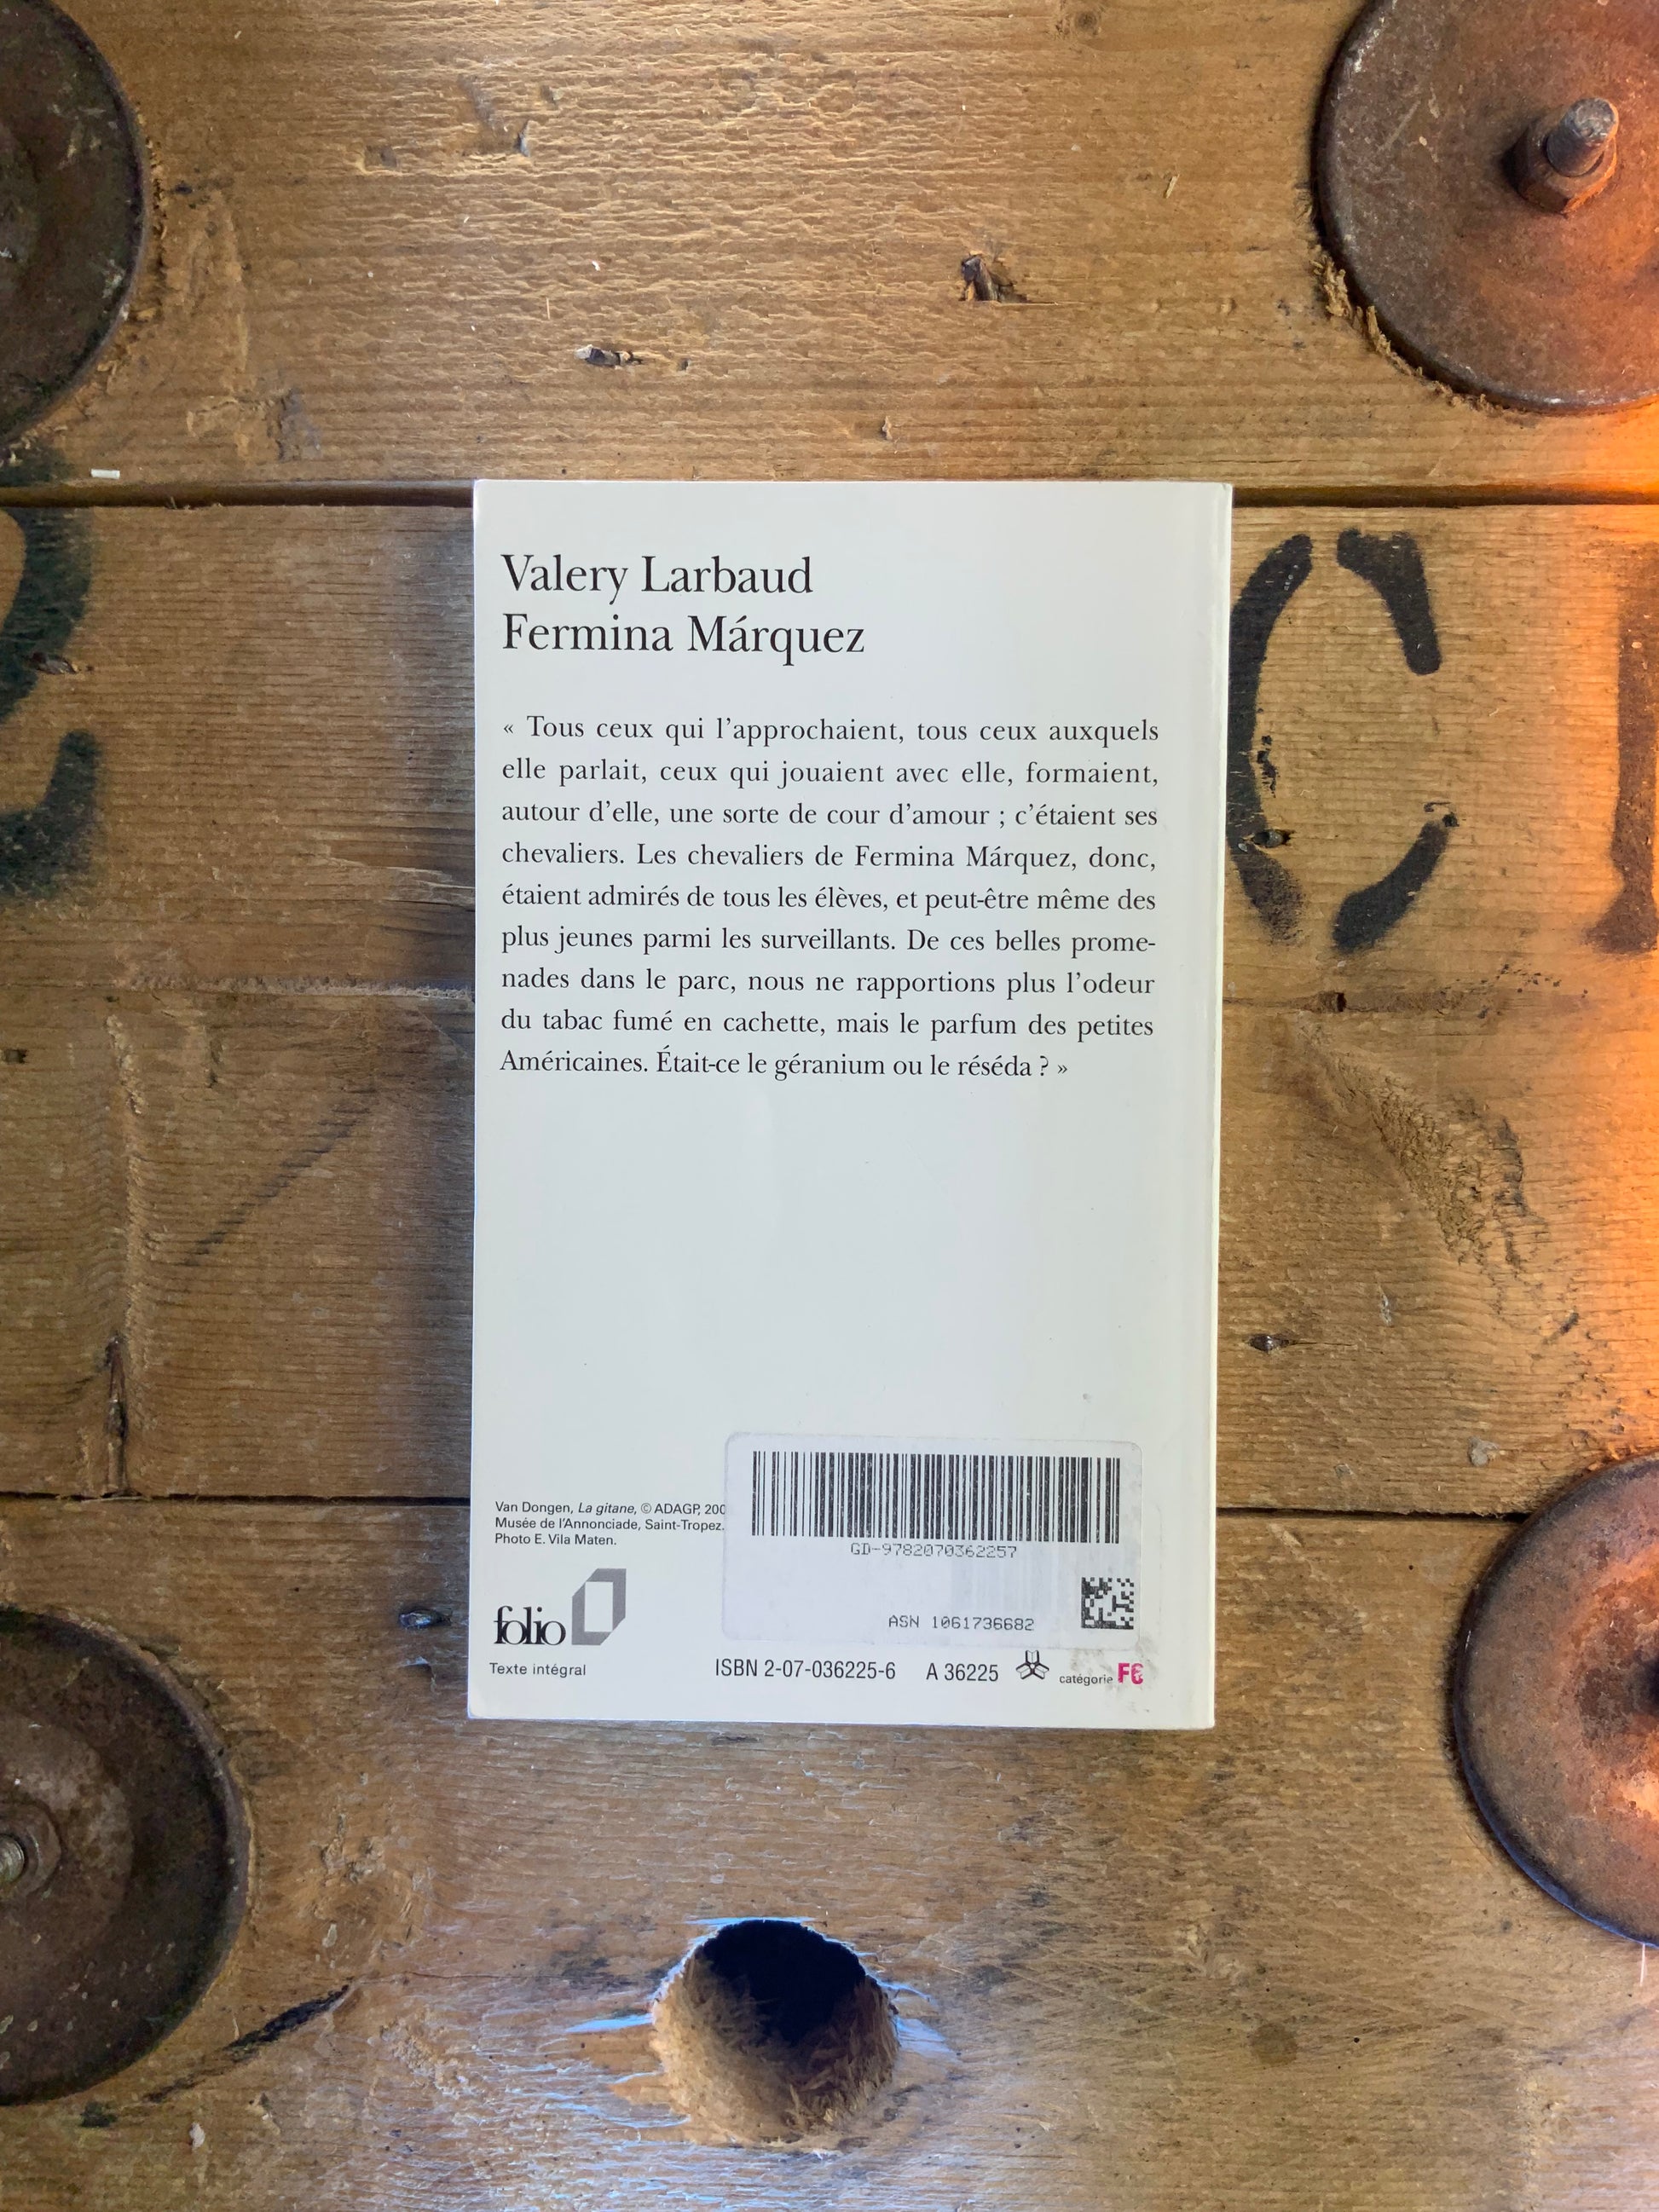 Valery Larbaud
Fermina Márquez
« Tous ceux qui l’approchaient, tous ceux auxquels
elle parlait, ceux qui jouaient avec elle, formaient,
autour d’elle, une sorte de cour d’amour ; c’étaient ses
chevaliers. Les chevaliers de Fermina Márquez, donc,
étaient admirés de tous les élèves, et peut-être même des
plus jeunes parmi les surveillants. De ces belles prome-
nades dans le parc, nous ne rapportions plus l’odeur
du tabac fumé en cachette, mais le parfum des petites
Américaines. Était-ce le géranium ou le réséda ? »
Van Dongen, La gitane, © ADAGP, 200
Musée de l’Annonciade, Saint-Tropez.
Photo E. Vila Maten.
GD-9782070362257
ASN 1061736682
folio
Texte intégral
ISBN 2-07-036225-6 A 36225 catégorie
C